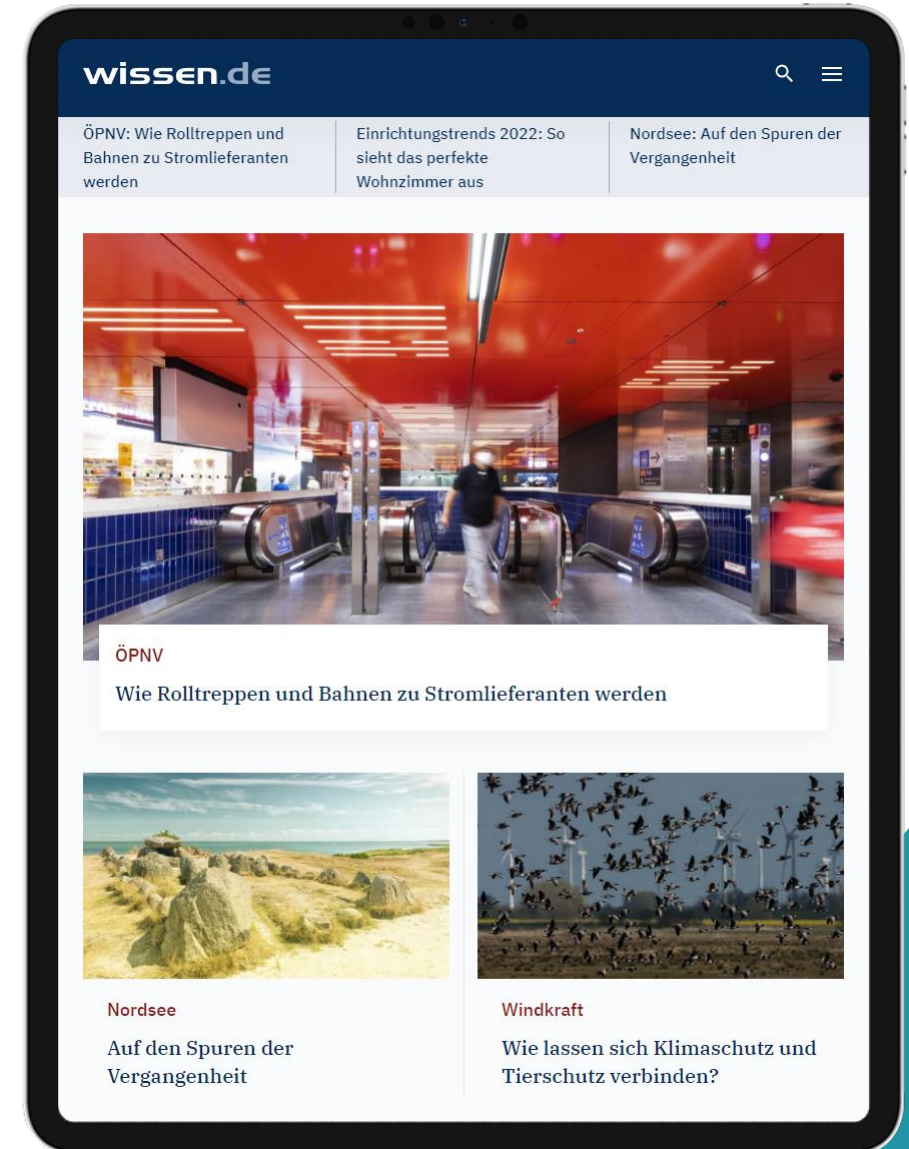 wissen.de
ÖPNV: Wie Rolltreppen und
Bahnen zu Stromlieferanten
werden
Einrichtungstrends 2022: So
sieht das perfekte
Wohnzimmer aus
Nordsee: Auf den Spuren der
Vergangenheit
ÖPNV
Wie Rolltreppen und Bahnen zu Stromlieferanten werden
Nordsee
Auf den Spuren der
Vergangenheit
Windkraft
Wie lassen sich Klimaschutz und
Tierschutz verbinden?